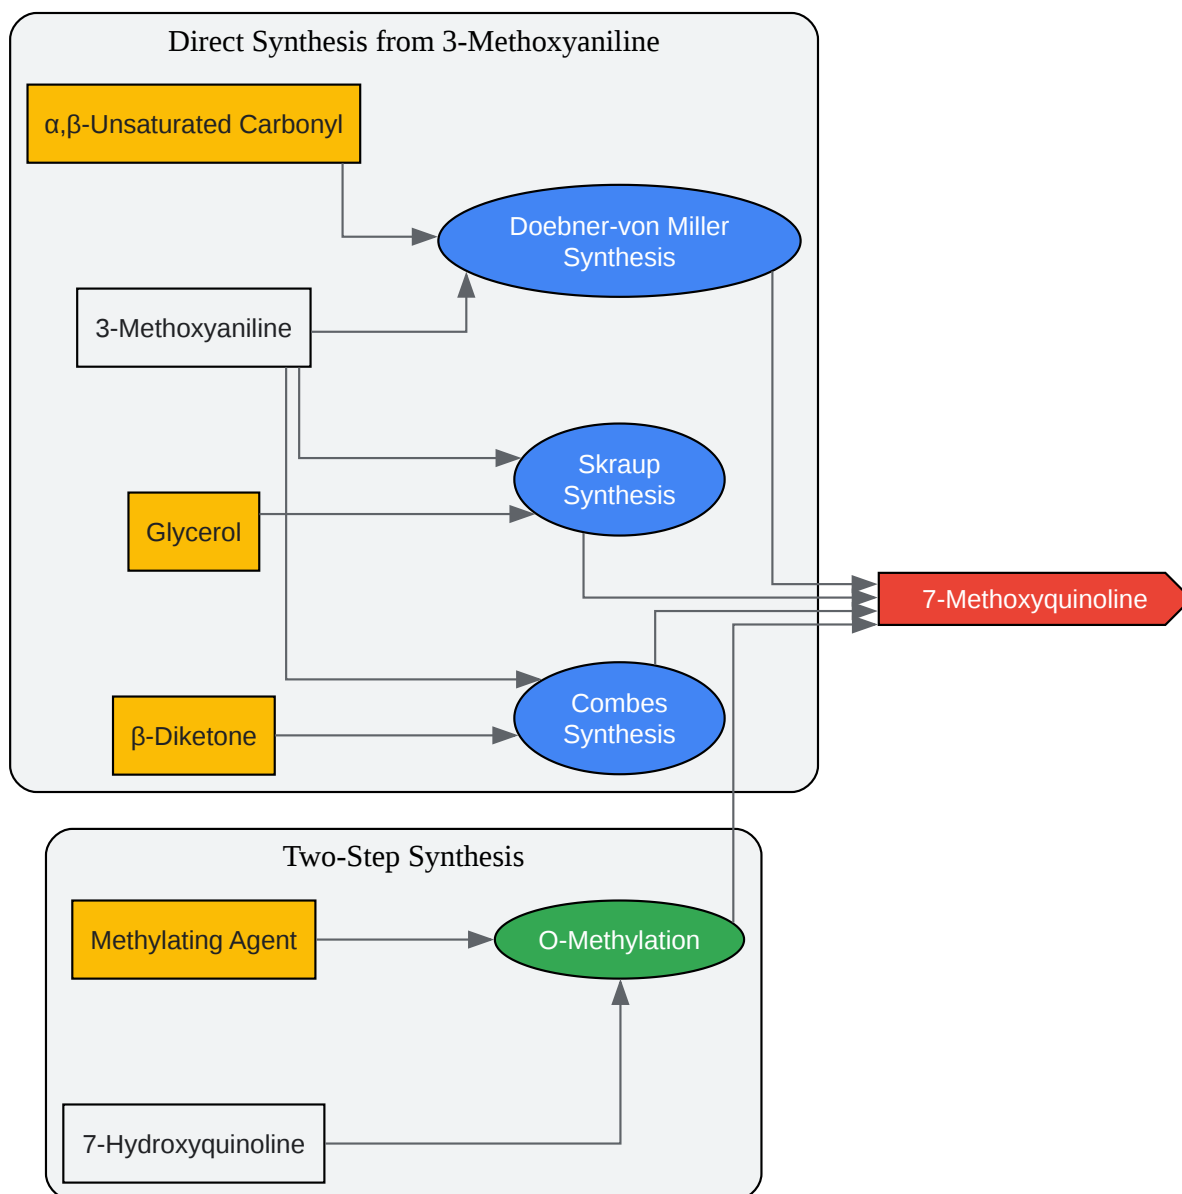 Direct Synthesis from 3-Methoxyaniline
α,β-Unsaturated Carbonyl
Doebner-von Miller
Synthesis
3-Methoxyaniline
Skraup
Synthesis
Glycerol
7-Methoxyquinoline
Combes
Synthesis
β-Diketone
Two-Step Synthesis
Methylating Agent
O-Methylation
7-Hydroxyquinoline